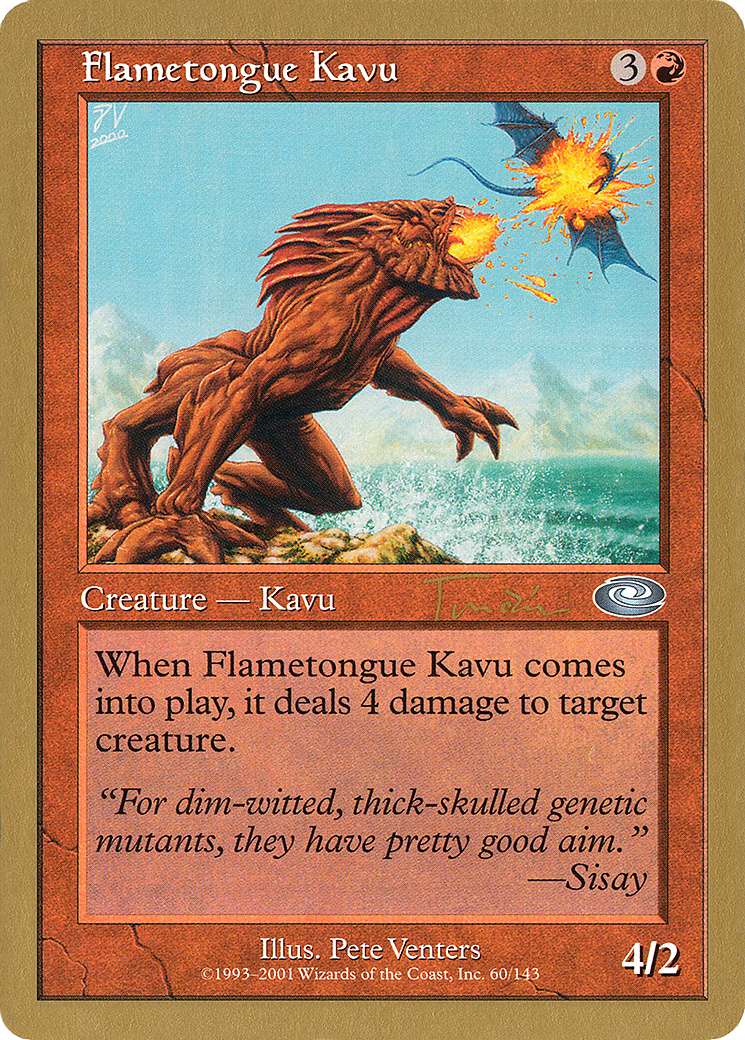 Flametongue Kavu
3
PV
2000
Creature — Kavu
When Flametongue Kavu comes
into play, it deals 4 damage to target
creature.
“For dim-witted, thick-skulled genetic
mutants, they have pretty good aim.”
—Sisay
Illus. Pete Venters
©1993–2001 Wizards of the Coast, Inc. 60/143
4/2